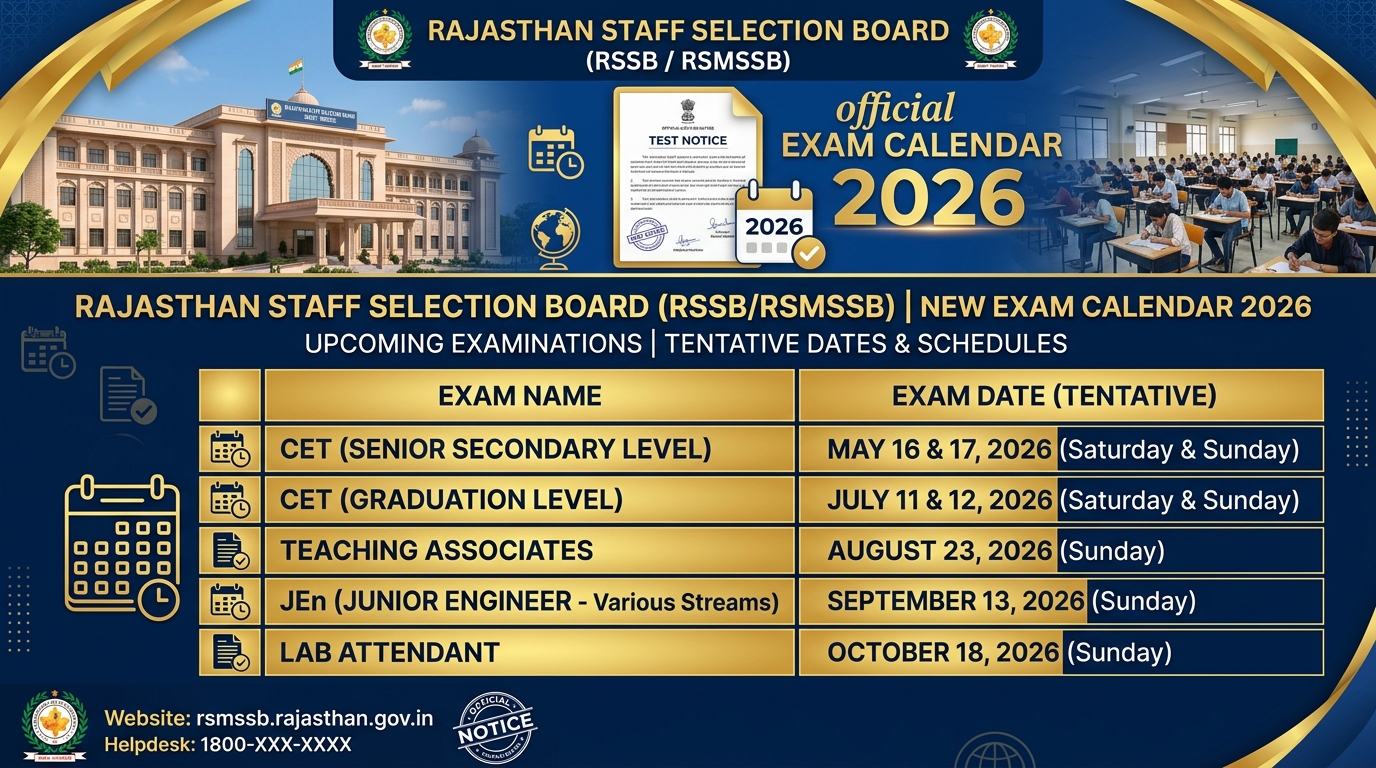 RAJASTHAN STAFF SELECTION BOARD
(RSSB / RSMSSB)
TEST NOTICE
2026
official
EXAM CALENDAR
2026
RAJASTHAN STAFF SELECTION BOARD (RSSB/RSMSSB) | NEW EXAM CALENDAR 2026
UPCOMING EXAMINATIONS | TENTATIVE DATES & SCHEDULES
EXAM NAME EXAM DATE (TENTATIVE)
CET (SENIOR SECONDARY LEVEL) MAY 16 & 17, 2026 (Saturday & Sunday)
CET (GRADUATION LEVEL) JULY 11 & 12, 2026 (Saturday & Sunday)
TEACHING ASSOCIATES AUGUST 23, 2026 (Sunday)
JEn (JUNIOR ENGINEER - Various Streams) SEPTEMBER 13, 2026 (Sunday)
LAB ATTENDANT OCTOBER 18, 2026 (Sunday)
Website: rsmssb.rajasthan.gov.in
Helpdesk: 1800-XXX-XXXX
OFFICIAL
NOTICE